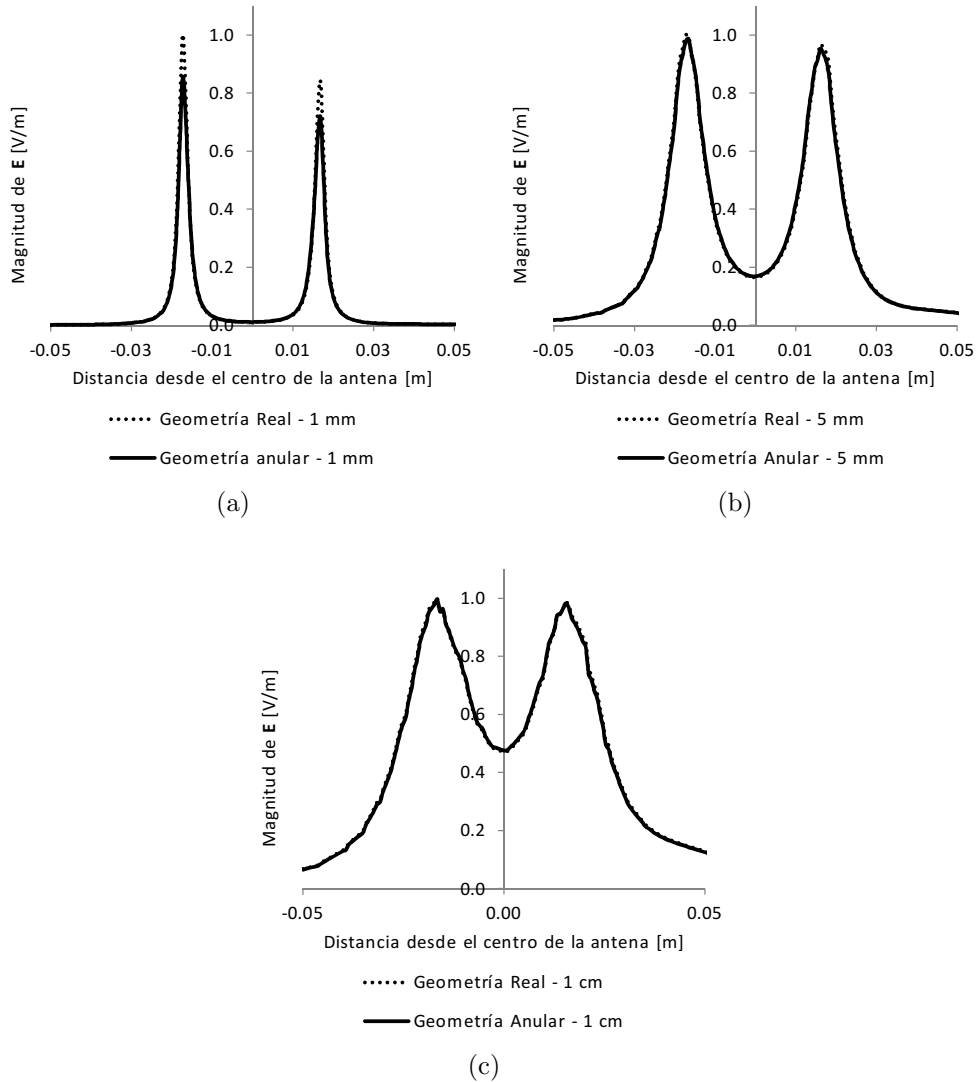 Magnitud de E [V/m]
1.0
0.8
0.6
0.4
0.2
0.0
-0.05 -0.03 -0.01 0.01 0.03 0.05
Distancia desde el centro de la antena [m]
Geometría Real - 1 mm
Geometría anular - 1 mm
(a)
Magnitud de E [V/m]
1.0
0.8
0.6
0.4
0.2
0.0
-0.05 -0.03 -0.01 0.01 0.03 0.05
Distancia desde el centro de la antena [m]
Geometría Real - 5 mm
Geometría Anular - 5 mm
(b)
Magnitud de E [V/m]
1.0
0.8
0.6
0.4
0.2
0.0
-0.05 0.00 0.05
Distancia desde el centro de la antena [m]
Geometría Real - 1 cm
Geometría Anular - 1 cm
(c)